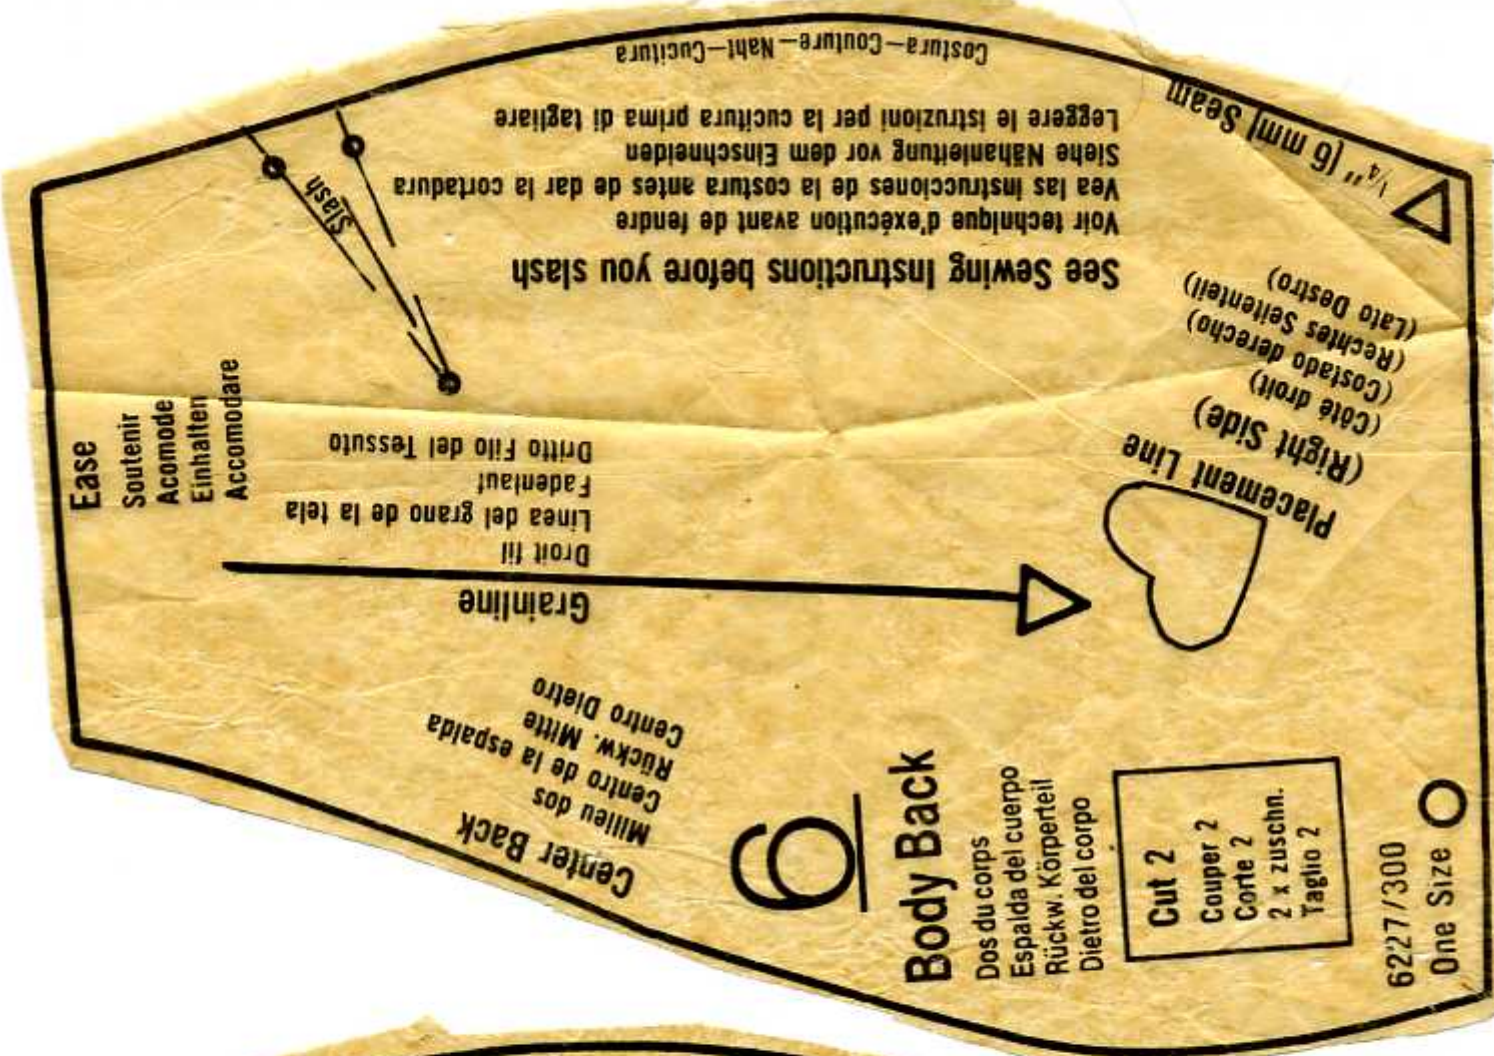 Costura–Couture–Naht–Cucitura
1/4" (6 mm) Seam
See Sewing Instructions before you slash
Voir technique d'exécution avant de fendre
Vea las instrucciones de la costura antes de dar la cortadura
Siehe Nähanleitung vor dem Einschneiden
Leggere le istruzioni per la cucitura prima di tagliare
Slash
Ease
Soutenir
Acomode
Einhalten
Accomodare
Grainline
Droit fil
Linea del grano de la tela
Fadenlauf
Dritto Filo del Tessuto
Placement Line
(Right Side)
(Côté droit)
(Costado derecho)
(Rechtes Seitenteil)
(Lato Destro)
Center Back
Milieu dos
Centro de la espalda
Rückw. Mitte
Centro Dietro
6
Body Back
Dos du corps
Espalda del cuerpo
Rückw. Körperteil
Dietro del corpo
Cut 2
Couper 2
Corte 2
2 x zuschn.
Taglio 2
6227/300
One Size